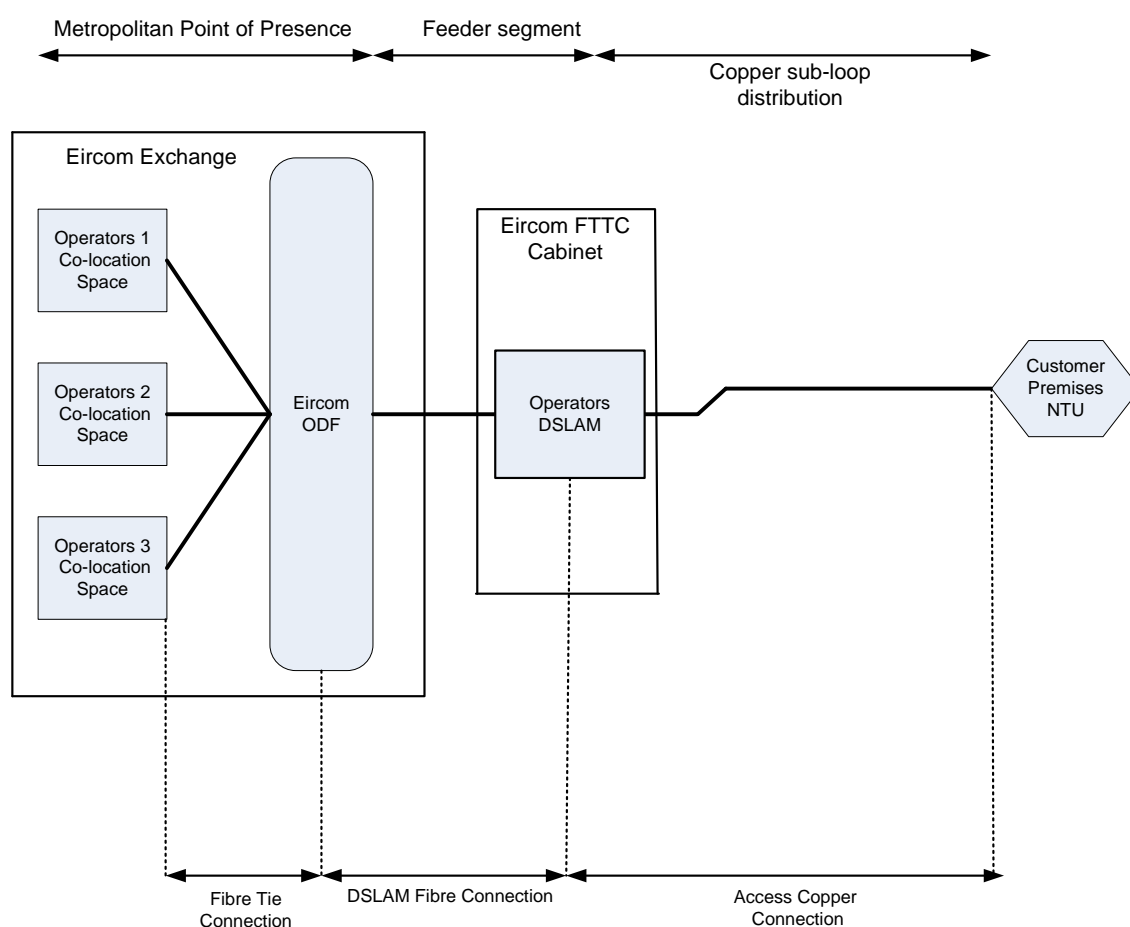 Metropolitan Point of Presence
Feeder segment
Copper sub-loop
distribution
Eircom Exchange
Operators 1
Co-location
Space
Operators 2
Co-location
Space
Operators 3
Co-location
Space
Eircom
ODF
Eircom FTTC
Cabinet
Operators
DSLAM
Customer
Premises
NTU
Fibre Tie
Connection
DSLAM Fibre Connection
Access Copper
Connection